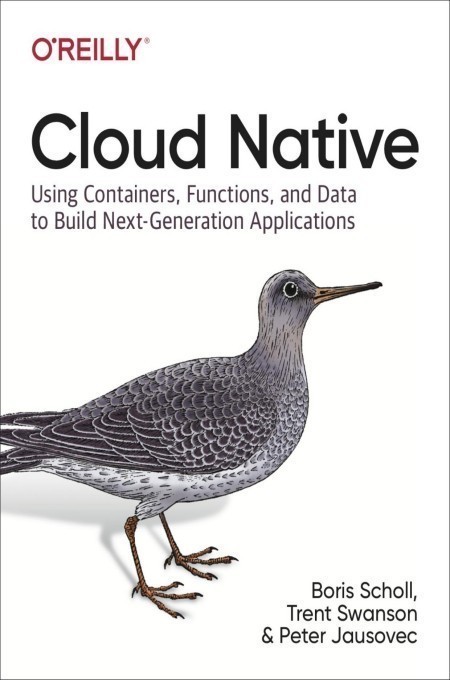 O'REILLY®
Cloud Native
Using Containers, Functions, and Data
to Build Next-Generation Applications
Boris Scholl,
Trent Swanson
& Peter Jausovec